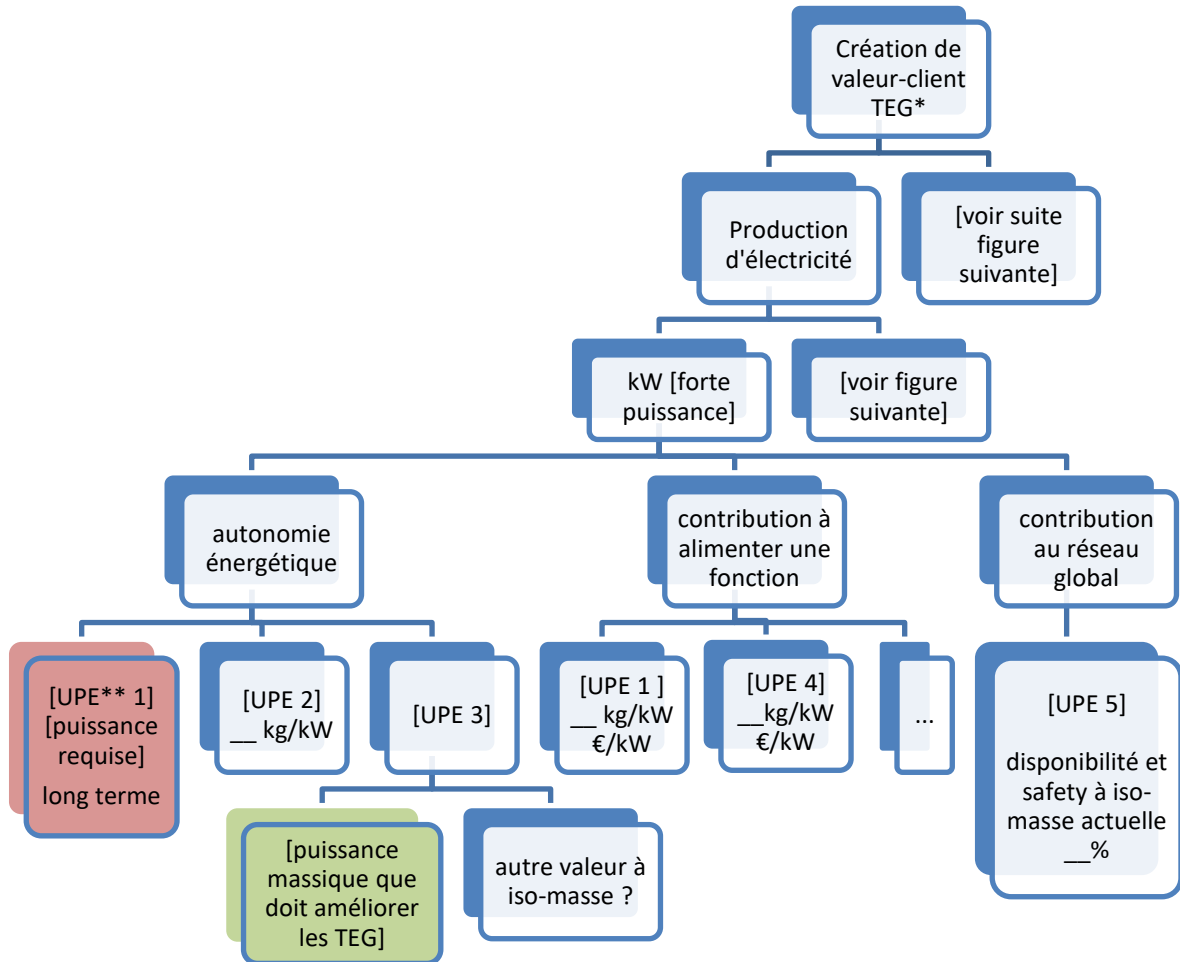 Création de
valeur-client
TEG*
Production
d'électricité
[voir suite
figure
suivante]
kW [forte
puissance]
[voir figure
suivante]
autonomie
énergétique
contribution à
alimenter une
fonction
contribution
au réseau
global
[UPE** 1]
[puissance
requise]
long terme
[UPE 2]
__ kg/kW
[UPE 3]
[UPE 1 ]
__ kg/kW
€/kW
[UPE 4]
__kg/kW
€/kW
...
[UPE 5]
disponibilité et
safety à iso-
masse actuelle
__%
[puissance
massique que
doit améliorer
les TEG]
autre valeur à
iso-masse ?